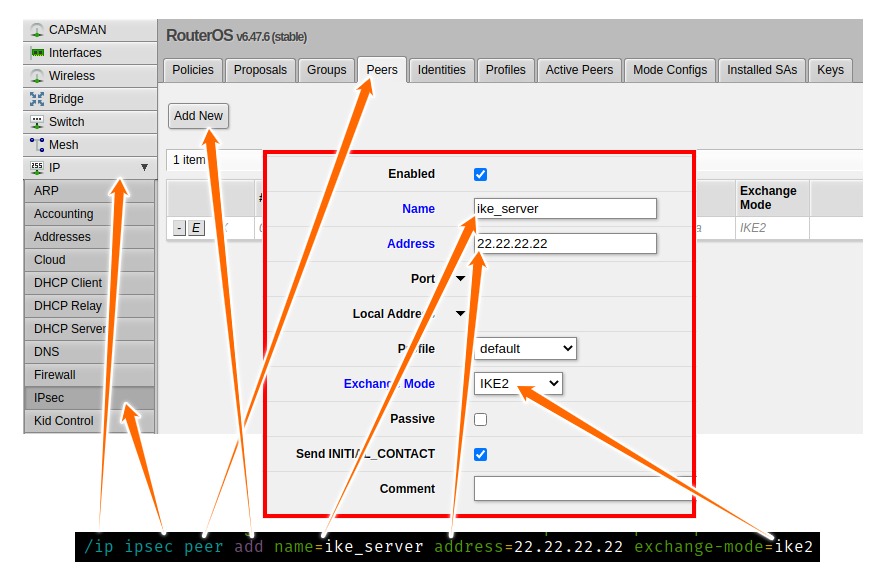 CAPsMAN
Interfaces
Wireless
Bridge
Switch
Mesh
IP
ARP
Accounting
Addresses
Cloud
DHCP Client
DHCP Relay
DHCP Server
DNS
Firewall
IPsec
Kid Control
RouterOS v6.47.6 (stable)
Policies Proposals Groups Peers Identities Profiles Active Peers Mode Configs Installed SAs Keys
Add New
1 item
Exchange Mode
- E IKE2
Enabled
Name ike_server
Address 22.22.22.22
Port
Local Address
Profile default
Exchange Mode IKE2
Passive
Send INITIAL_CONTACT
Comment
/ip ipsec peer add name=ike_server address=22.22.22.22 exchange-mode=ike2